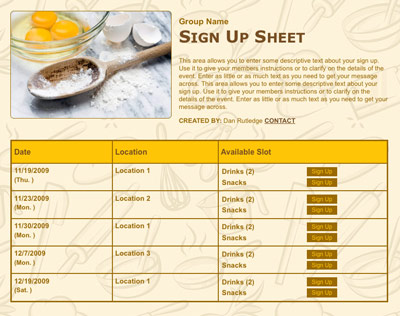 Group Name
SIGN UP SHEET
This area allows you to enter some descriptive text about your sign up.
Use it to give your members instructions or to clarify on the details of the
event. Enter as little or as much text as you need to get your message
across. This area allows you to enter some descriptive text about your
sign up. Use it to give your members instructions or to clarify on the
details of the event. Enter as little or as much text as you need to get your
message across.
CREATED BY: Dan Rutledge CONTACT
Date Location Available Slot
11/19/2009 Location 1 Drinks (2) Sign Up
(Thu. ) Snacks Sign Up
11/23/2009 Location 2 Drinks (2) Sign Up
(Mon. ) Snacks Sign Up
11/30/2009 Location 1 Drinks (2) Sign Up
(Mon. ) Snacks Sign Up
12/7/2009 Location 3 Drinks (2) Sign Up
(Mon. ) Snacks Sign Up
12/19/2009 Location 1 Drinks (2) Sign Up
(Sat. ) Snacks Sign Up